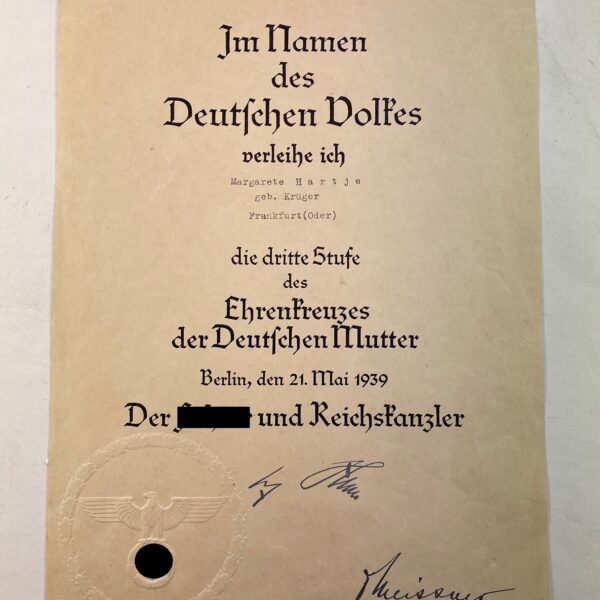 Im Namen
des
Deutschen Volkes
verleihe ich
Margarete Hartje
geb. Krüger
Frankfurt(Oder)
die dritte Stufe
des
Ehrenkreuzes
der Deutschen Mutter
Berlin, den 21. Mai 1939
Der und Reichskanzler
Meissner